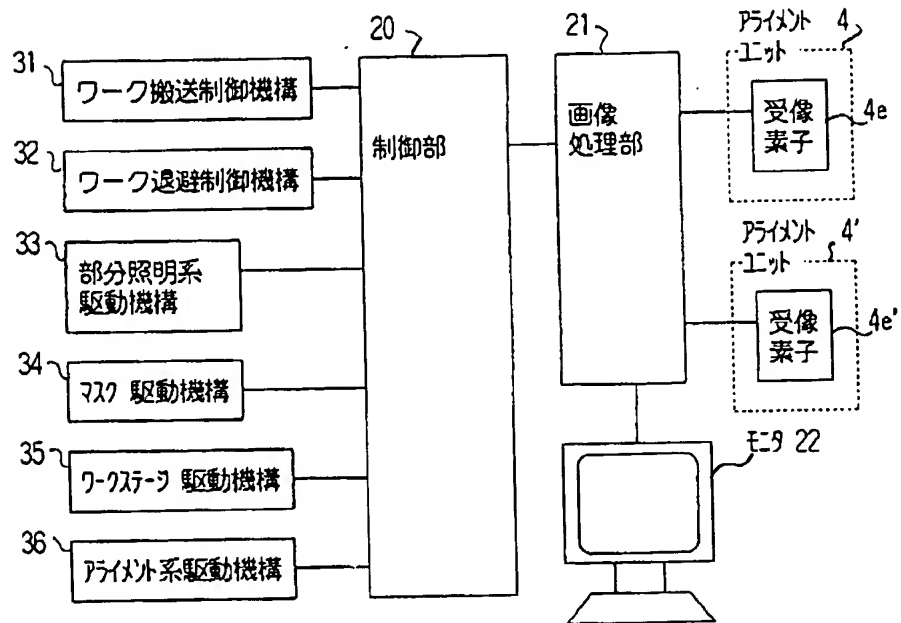 31
ワーク搬送制御機構
32
ワーク退避制御機構
33
部分照明系
駆動機構
34
マスク 駆動機構
35
ワークステージ 駆動機構
36
アライメント系駆動機構
20
制御部
21
画像
処理部
アライメント
ユニット
4
受像
素子
4e
アライメント
ユニット
4'
受像
素子
4e'
モニタ 22